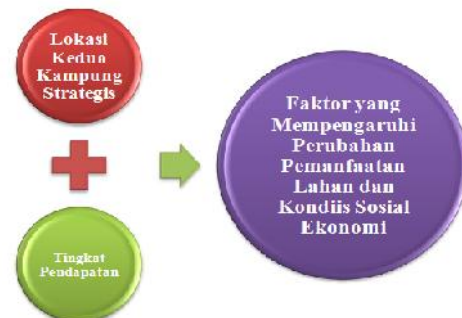 Lokasi
Kedua
Kampung
Strategis
Tingkat
Pendapatan
Faktor yang
Mempengaruhi
Perubahan
Pemanfaatan
Lahan dan
Kondiis Sosial
Ekonomi